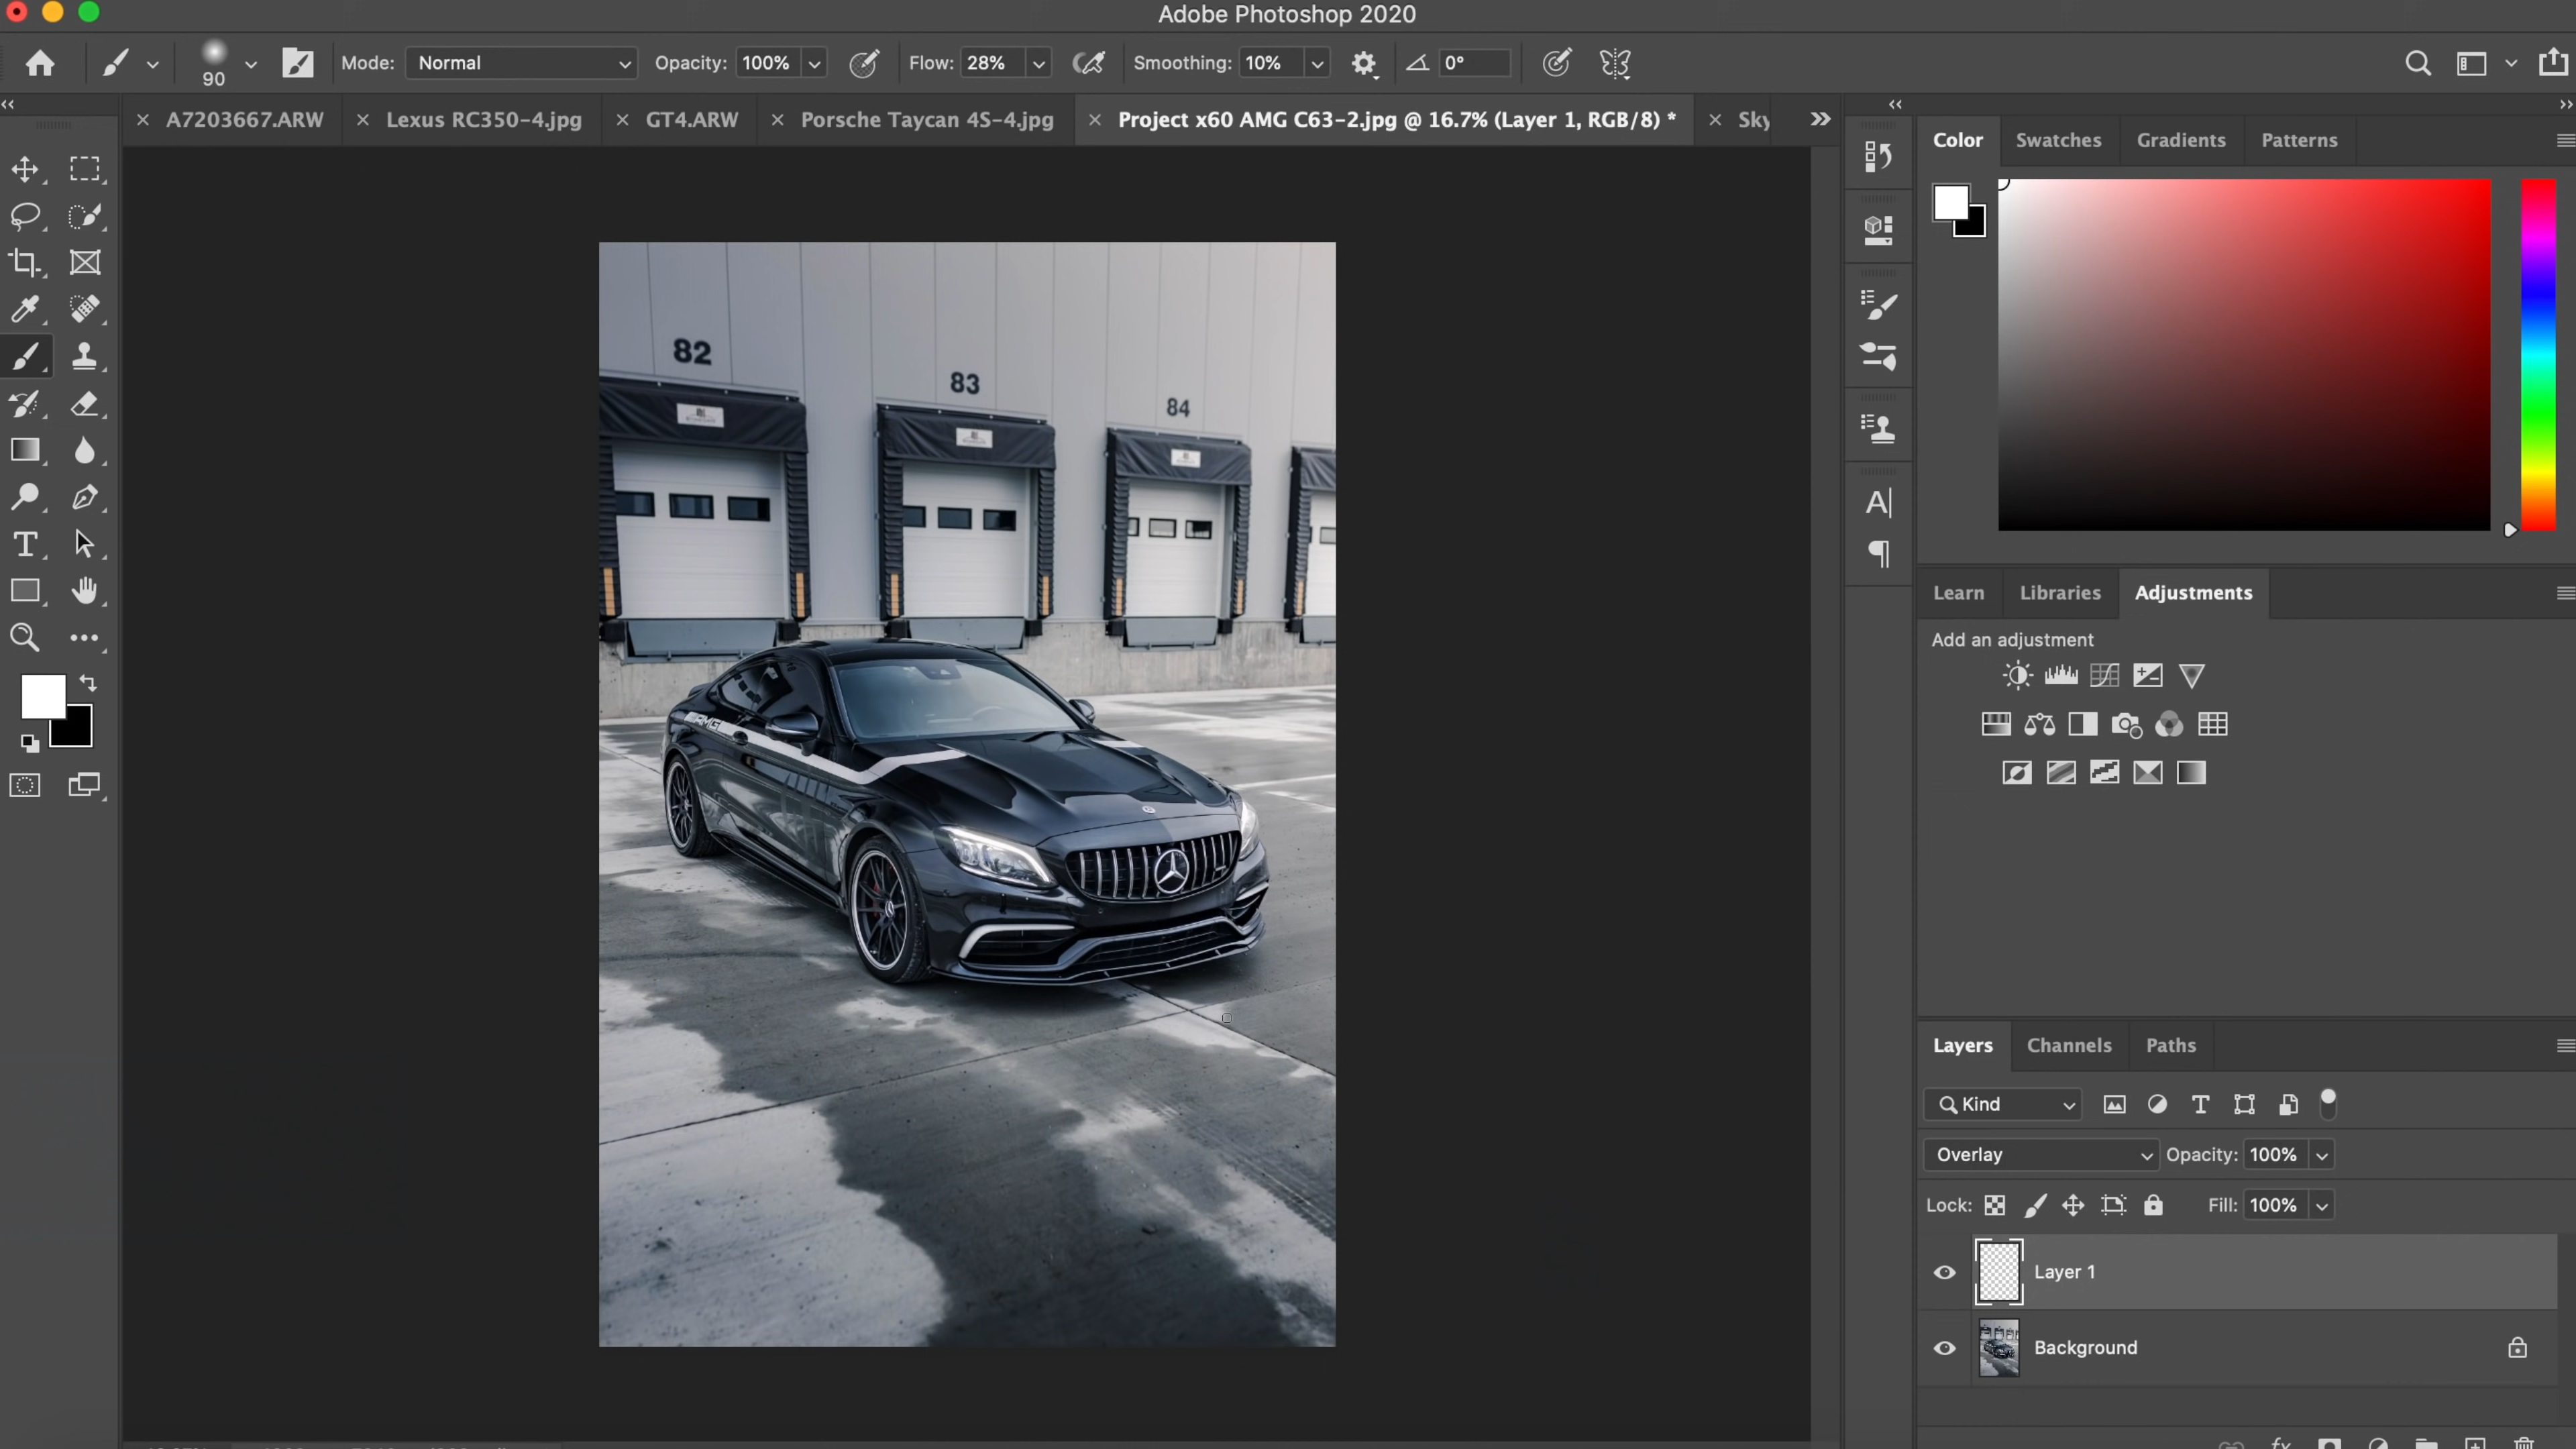 Adobe Photoshop 2020
90
Mode: Normal
Opacity: 100%
Flow: 28%
Smoothing: 10%
0°
A7203667.ARW
Lexus RC350-4.jpg
GT4.ARW
Porsche Taycan 4S-4.jpg
Project x60 AMG C63-2.jpg @ 16.7% (Layer 1, RGB/8) *
Sky
82
83
84
AMG
Color
Swatches
Gradients
Patterns
Learn
Libraries
Adjustments
Add an adjustment
Layers
Channels
Paths
Kind
Overlay
Opacity: 100%
Lock:
Fill: 100%
Layer 1
Background